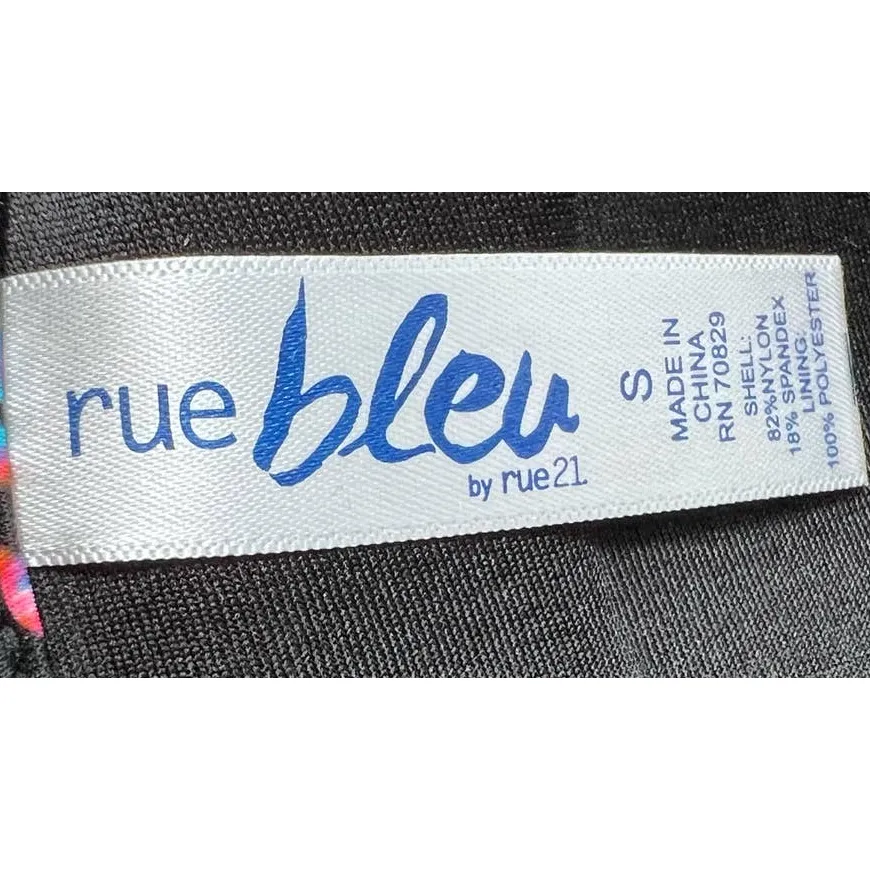 rue bleu
by rue21.
S
MADE IN
CHINA
RN 70829
SHELL:
82%NYLON
18% SPANDEX
LINING:
100% POLYESTER